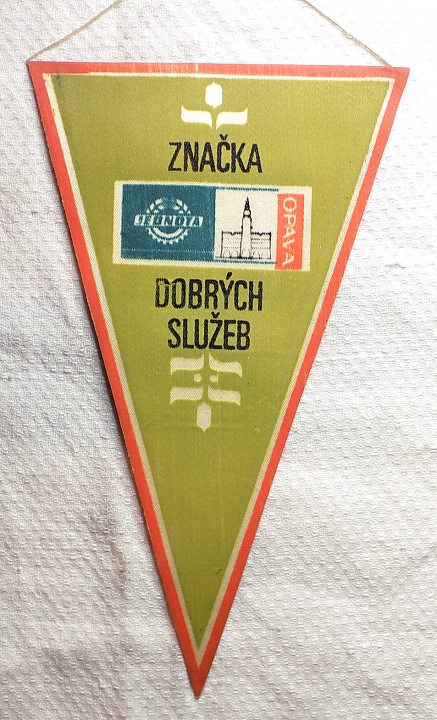 ZNAČKA
JEDNOTA
OPAVA
DOBRÝCH
SLUŽEB